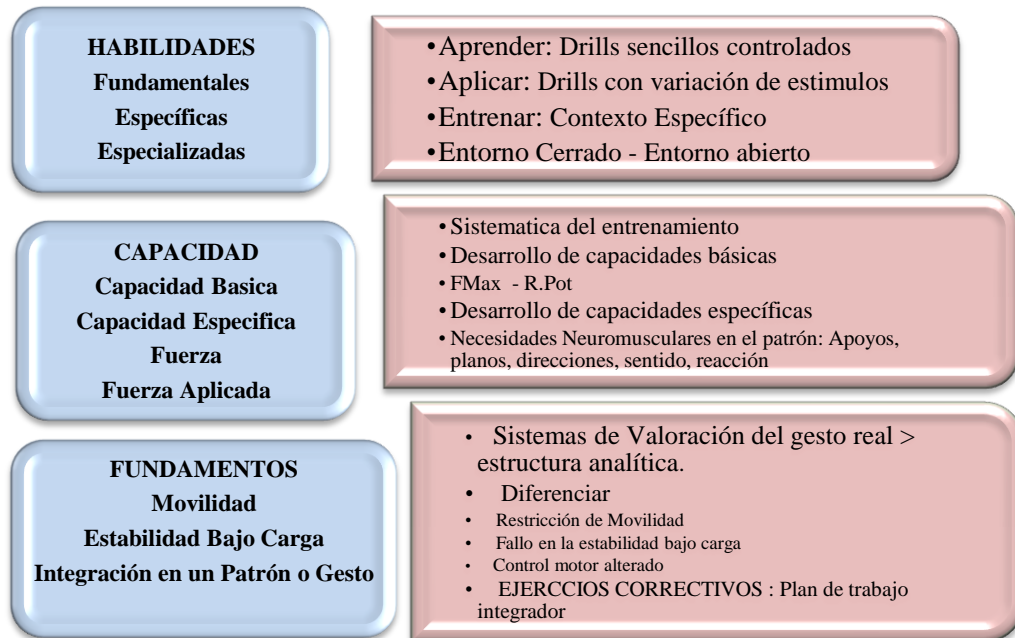 HABILIDADES
Fundamentales
Específicas
Especializadas
•Aprender: Drills sencillos controlados
•Aplicar: Drills con variación de estimulos
•Entrenar: Contexto Específico
•Entorno Cerrado - Entorno abierto
CAPACIDAD
Capacidad Basica
Capacidad Especifica
Fuerza
Fuerza Aplicada
• Sistematica del entrenamiento
• Desarrollo de capacidades básicas
• FMax - R.Pot
• Desarrollo de capacidades específicas
• Necesidades Neuromusculares en el patrón: Apoyos,
planos, direcciones, sentido, reacción
FUNDAMENTOS
Movilidad
Estabilidad Bajo Carga
Integración en un Patrón o Gesto
• Sistemas de Valoración del gesto real >
estructura analítica.
• Diferenciar
• Restricción de Movilidad
• Fallo en la estabilidad bajo carga
• Control motor alterado
• EJERCCIOS CORRECTIVOS : Plan de trabajo
integrador